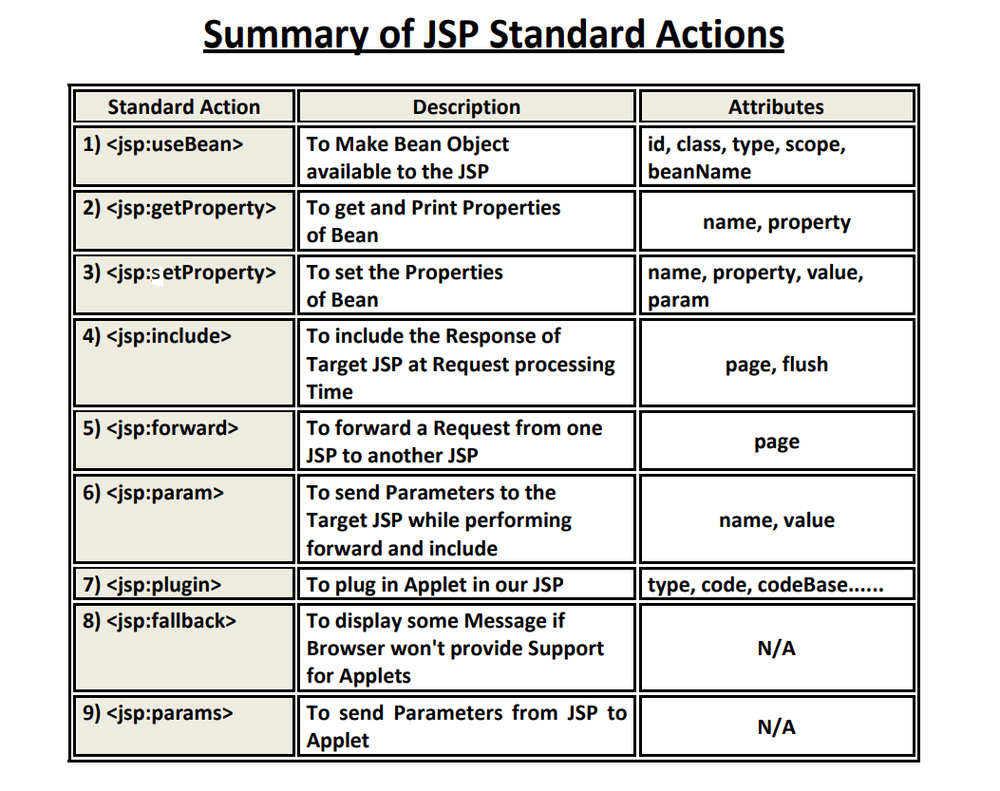 Summary of JSP Standard Actions
Standard Action Description Attributes
1) <jsp:useBean>
To Make Bean Object
available to the JSP
id, class, type, scope,
beanName
2) <jsp:getProperty>
To get and Print Properties
of Bean
name, property
3) <jsp:setProperty>
To set the Properties
of Bean
name, property, value,
param
4) <jsp:include>
To include the Response of
Target JSP at Request processing
Time
page, flush
5) <jsp:forward>
To forward a Request from one
JSP to another JSP
page
6) <jsp:param>
To send Parameters to the
Target JSP while performing
forward and include
name, value
7) <jsp:plugin>
To plug in Applet in our JSP
type, code, codeBase......
8) <jsp:fallback>
To display some Message if
Browser won't provide Support
for Applets
N/A
9) <jsp:params>
To send Parameters from JSP to
Applet
N/A